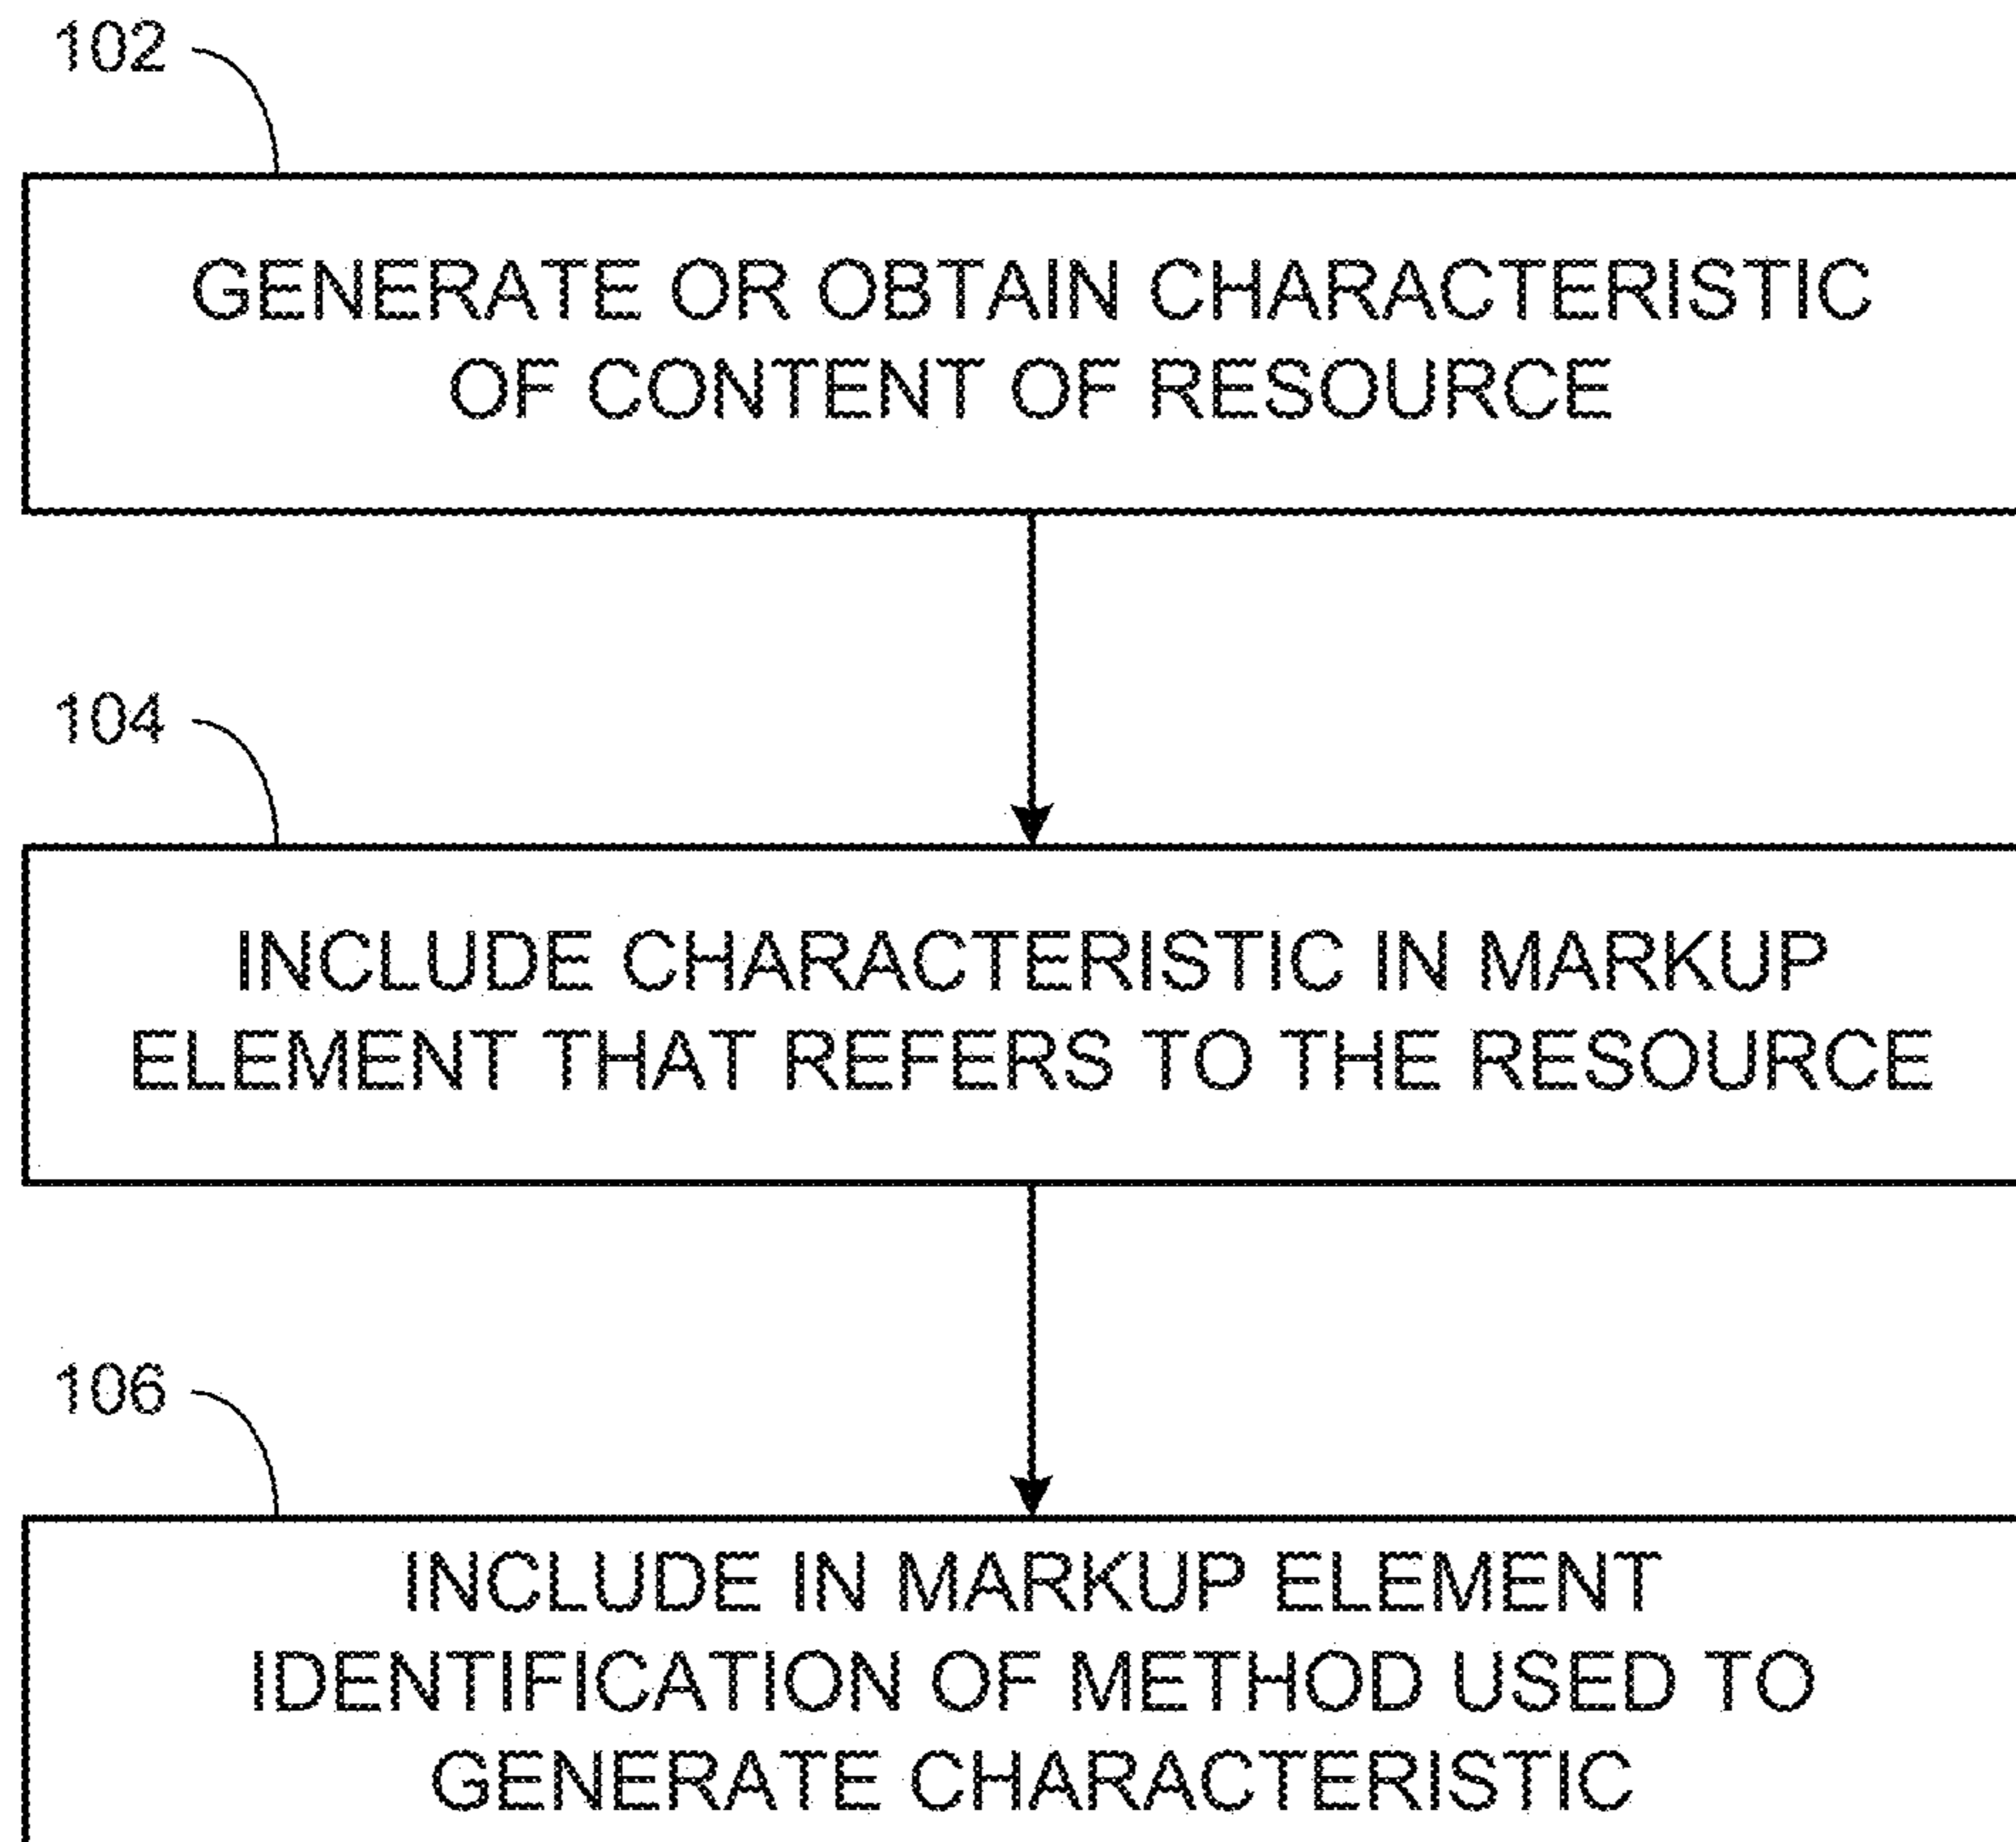 102
GENERATE OR OBTAIN CHARACTERISTIC
OF CONTENT OF RESOURCE
104
INCLUDE CHARACTERISTIC IN MARKUP
ELEMENT THAT REFERS TO THE RESOURCE
106
INCLUDE IN MARKUP ELEMENT
IDENTIFICATION OF METHOD USED TO
GENERATE CHARACTERISTIC